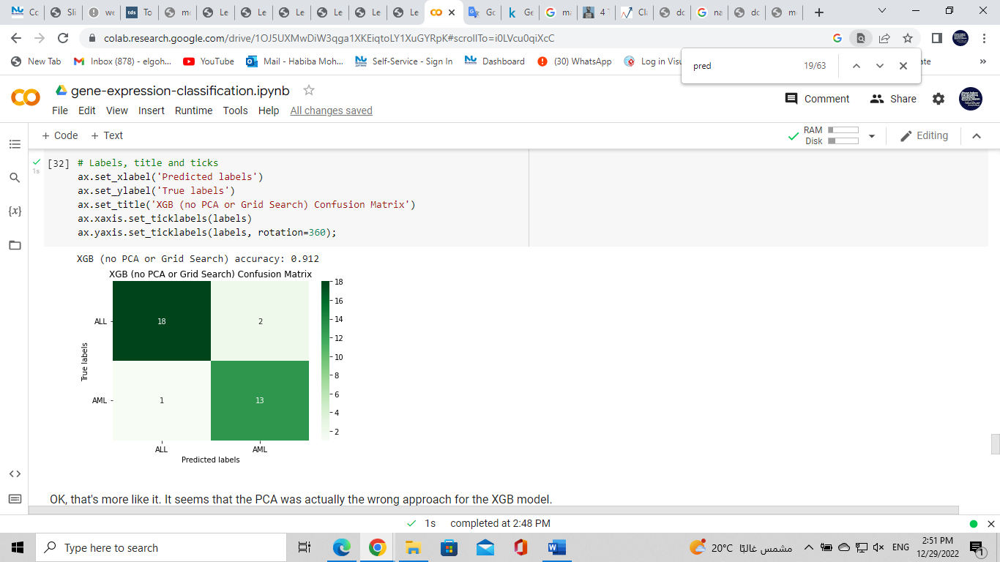 Cc
Sli
we
tds To
mc
Le
Le
Le
Le
Le
Le
Gc
k Ge
G ma
4 T
Cl
dc
G na
dc
m
colab.research.google.com/drive/1OJ5UXMwDiW3qga1XKEiqtoLY1XuGYRpK#scrollTo=i0LVcu0qiXcC
New Tab
Inbox (878) - elgoh...
YouTube
Mail - Habiba Moh...
Self-Service - Sign In
Dashboard
(30) WhatsApp
Log in Visu
ate
»
pred 19/63
gene-expression-classification.ipynb
Comment
Share
File Edit View Insert Runtime Tools Help All changes saved
+ Code + Text
RAM
Disk
Editing
[32] # Labels, title and ticks
1s
ax.set_xlabel('Predicted labels')
ax.set_ylabel('True labels')
ax.set_title('XGB (no PCA or Grid Search) Confusion Matrix')
ax.xaxis.set_ticklabels(labels)
ax.yaxis.set_ticklabels(labels, rotation=360);
{x}
XGB (no PCA or Grid Search) accuracy: 0.912
XGB (no PCA or Grid Search) Confusion Matrix
18
16
14
12
10
8
6
4
2
ALL
18
2
True labels
AML
1
13
ALL
AML
Predicted labels
OK, that's more like it. It seems that the PCA was actually the wrong approach for the XGB model.
1s completed at 2:48 PM
Type here to search
20°C مشمس غالبًا
ENG
2:51 PM
12/29/2022
1